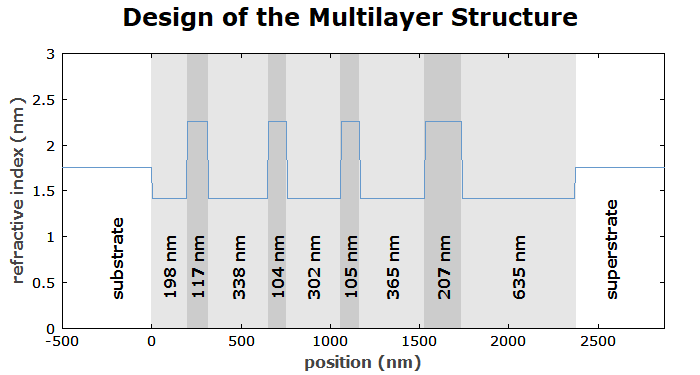 Design of the Multilayer Structure
refractive index (nm)
3
2.5
2
1.5
1
0.5
0
substrate
198 nm
117 nm
338 nm
104 nm
302 nm
105 nm
365 nm
207 nm
635 nm
superstrate
-500
0
500
1000
1500
2000
2500
position (nm)